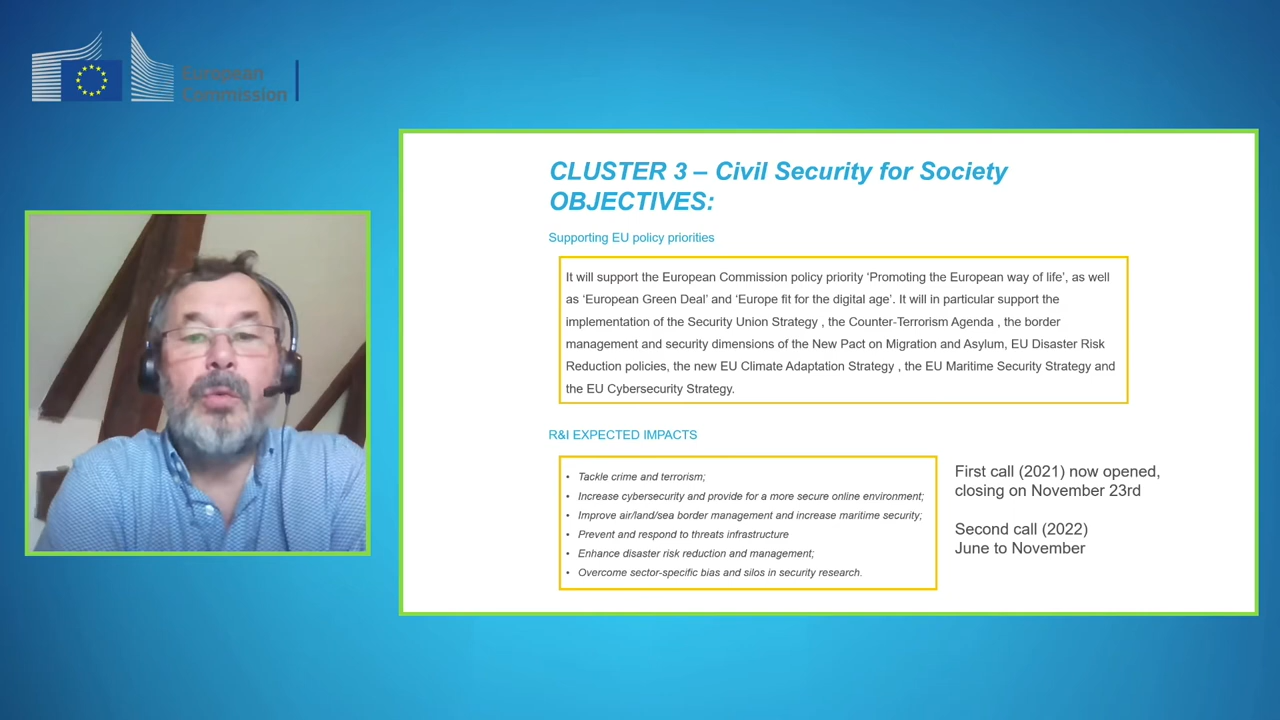 European
Commission
CLUSTER 3 – Civil Security for Society
OBJECTIVES:
Supporting EU policy priorities
It will support the European Commission policy priority ‘Promoting the European way of life’, as well
as ‘European Green Deal’ and ‘Europe fit for the digital age’. It will in particular support the
implementation of the Security Union Strategy , the Counter-Terrorism Agenda , the border
management and security dimensions of the New Pact on Migration and Asylum, EU Disaster Risk
Reduction policies, the new EU Climate Adaptation Strategy , the EU Maritime Security Strategy and
the EU Cybersecurity Strategy.
R&I EXPECTED IMPACTS
• Tackle crime and terrorism;
• Increase cybersecurity and provide for a more secure online environment;
• Improve air/land/sea border management and increase maritime security;
• Prevent and respond to threats infrastructure
• Enhance disaster risk reduction and management;
• Overcome sector-specific bias and silos in security research.
First call (2021) now opened,
closing on November 23rd
Second call (2022)
June to November